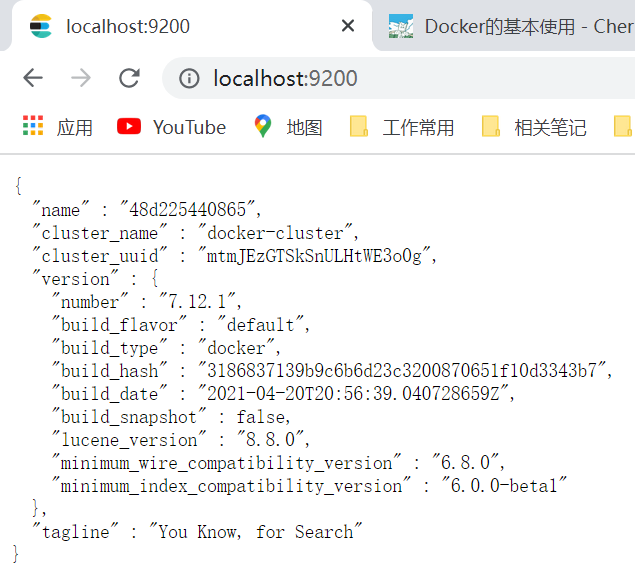 localhost:9200
Docker的基本使用 - Cher
localhost:9200
应用 YouTube 地图 工作常用 相关笔记
{
"name" : "48d225440865",
"cluster_name" : "docker-cluster",
"cluster_uuid" : "mtmJEzGTSkSnULHtWE3o0g",
"version" : {
"number" : "7.12.1",
"build_flavor" : "default",
"build_type" : "docker",
"build_hash" : "3186837139b9c6b6d23c3200870651f10d3343b7",
"build_date" : "2021-04-20T20:56:39.040728659Z",
"build_snapshot" : false,
"lucene_version" : "8.8.0",
"minimum_wire_compatibility_version" : "6.8.0",
"minimum_index_compatibility_version" : "6.0.0-beta1"
},
"tagline" : "You Know, for Search"
}